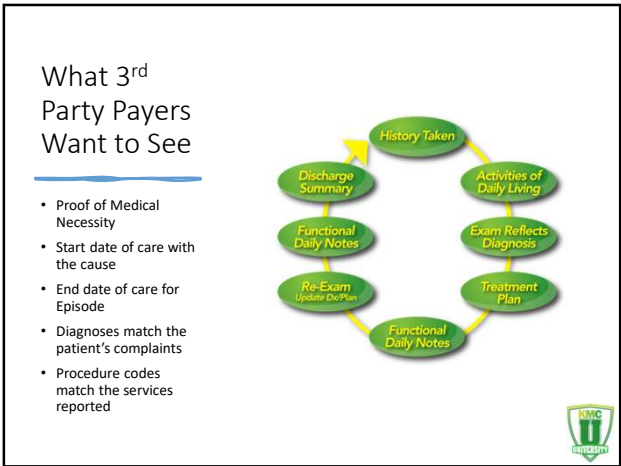 What 3rd
Party Payers
Want to See
• Proof of Medical
Necessity
• Start date of care with
the cause
• End date of care for
Episode
• Diagnoses match the
patient's complaints
• Procedure codes
match the services
reported
History Taken
Activities of
Daily Living
Exam Reflects
Diagnosis
Treatment
Plan
Functional
Daily Notes
Re-Exam
Update Dx/Plan
Functional
Daily Notes
Discharge
Summary
KMC
U
UNIVERSITY